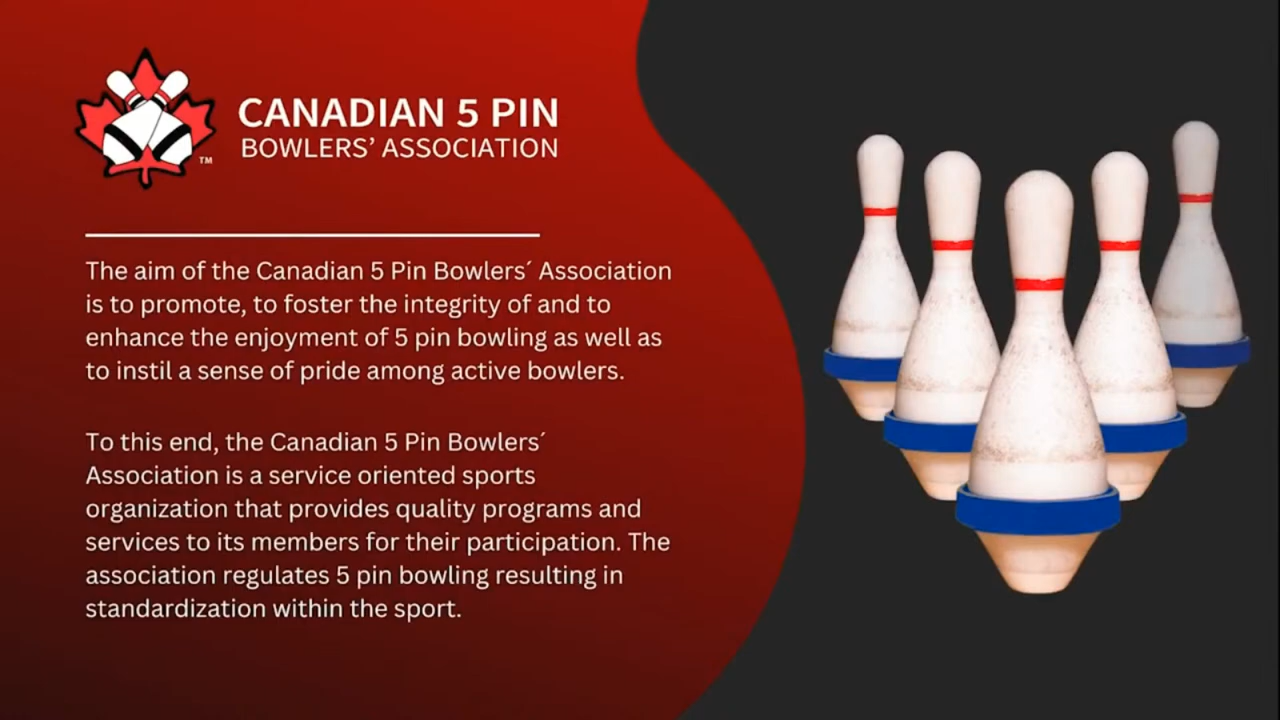 CANADIAN 5 PIN
BOWLERS’ ASSOCIATION
TM
The aim of the Canadian 5 Pin Bowlers´ Association
is to promote, to foster the integrity of and to
enhance the enjoyment of 5 pin bowling as well as
to instil a sense of pride among active bowlers.
To this end, the Canadian 5 Pin Bowlers´
Association is a service oriented sports
organization that provides quality programs and
services to its members for their participation. The
association regulates 5 pin bowling resulting in
standardization within the sport.